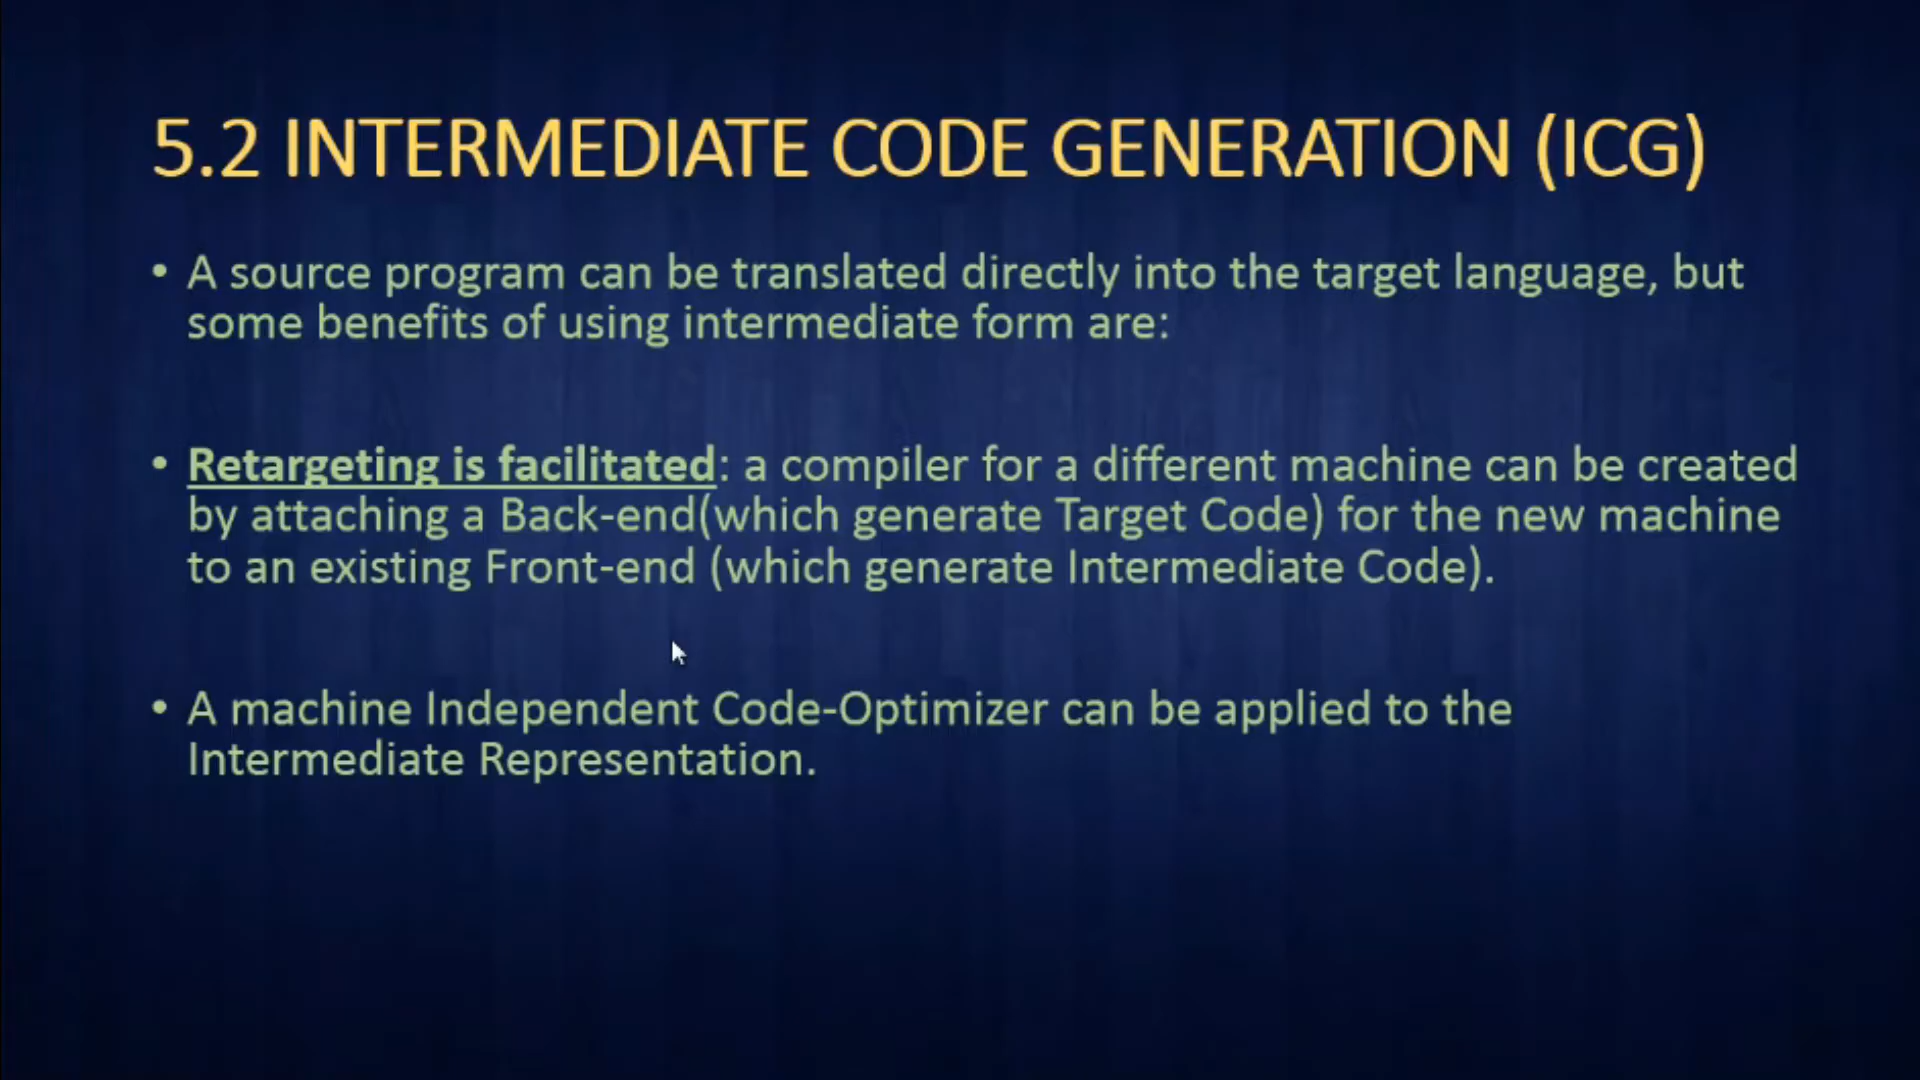 5.2 INTERMEDIATE CODE GENERATION (ICG)
• A source program can be translated directly into the target language, but
some benefits of using intermediate form are:
• Retargeting is facilitated: a compiler for a different machine can be created
by attaching a Back-end(which generate Target Code) for the new machine
to an existing Front-end (which generate Intermediate Code).
• A machine Independent Code-Optimizer can be applied to the
Intermediate Representation.